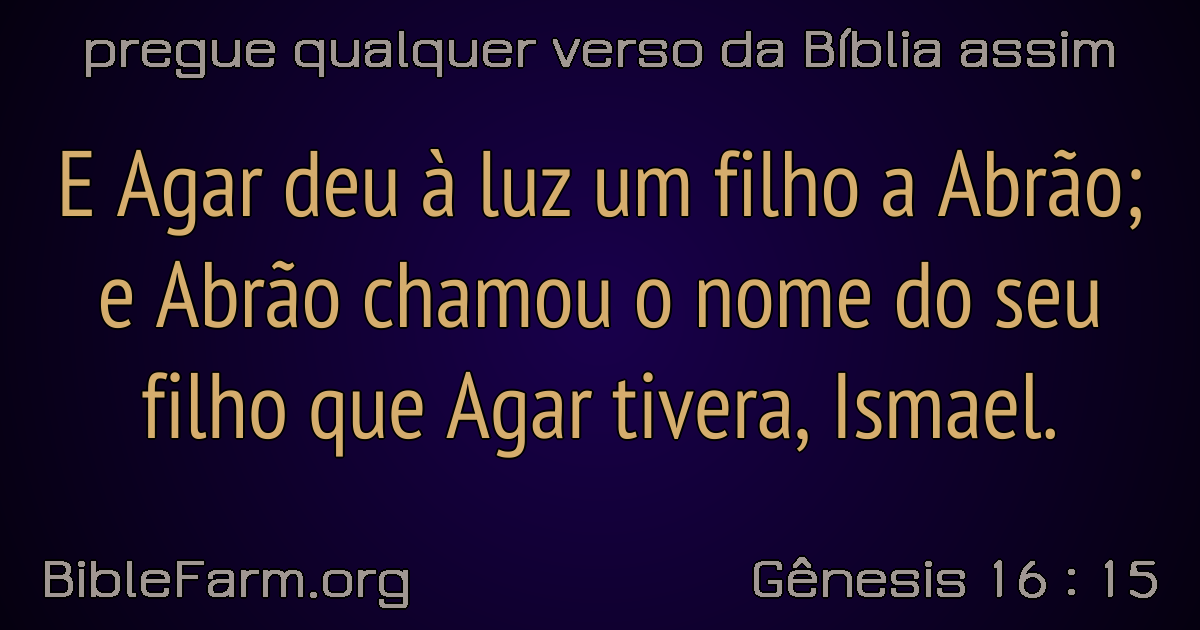 pregue qualquer verso da Bíblia assim
E Agar deu à luz um filho a Abrão;
e Abrão chamou o nome do seu
filho que Agar tivera, Ismael.
BibleFarm.org
Gênesis 16 : 15